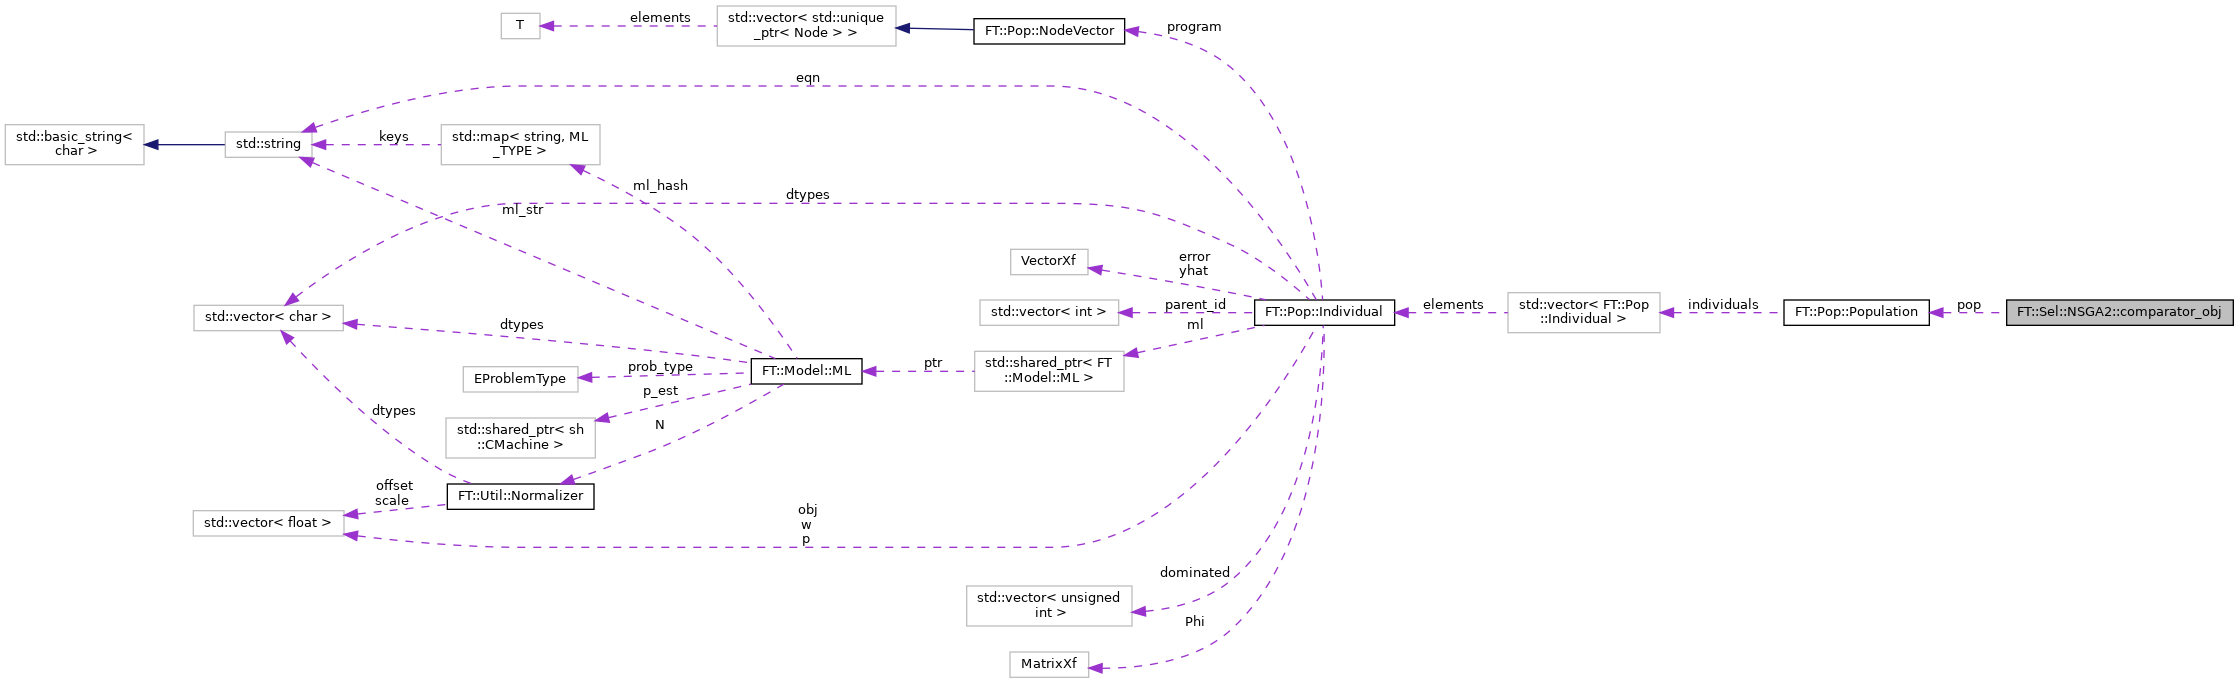 T
elements
std::vector< std::unique
_ptr< Node > >
FT::Pop::NodeVector
program
eqn
std::basic_string<
char >
std::string
keys
std::map< string, ML
_TYPE >
ml_hash
dtypes
ml_str
VectorXf
error
yhat
std::vector< int >
parent_id
FT::Pop::Individual
elements
std::vector< FT::Pop
::Individual >
individuals
FT::Pop::Population
pop
FT::Sel::NSGA2::comparator_obj
std::vector< char >
dtypes
ml
EProblemType
prob_type
FT::Model::ML
ptr
std::shared_ptr< FT
::Model::ML >
p_est
std::shared_ptr< sh
::CMachine >
dtypes
N
offset
scale
FT::Util::Normalizer
std::vector< float >
obj
w
p
dominated
std::vector< unsigned
int >
Phi
MatrixXf